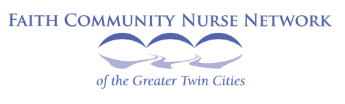 FAITH COMMUNITY NURSE NETWORK
of the Greater Twin Cities